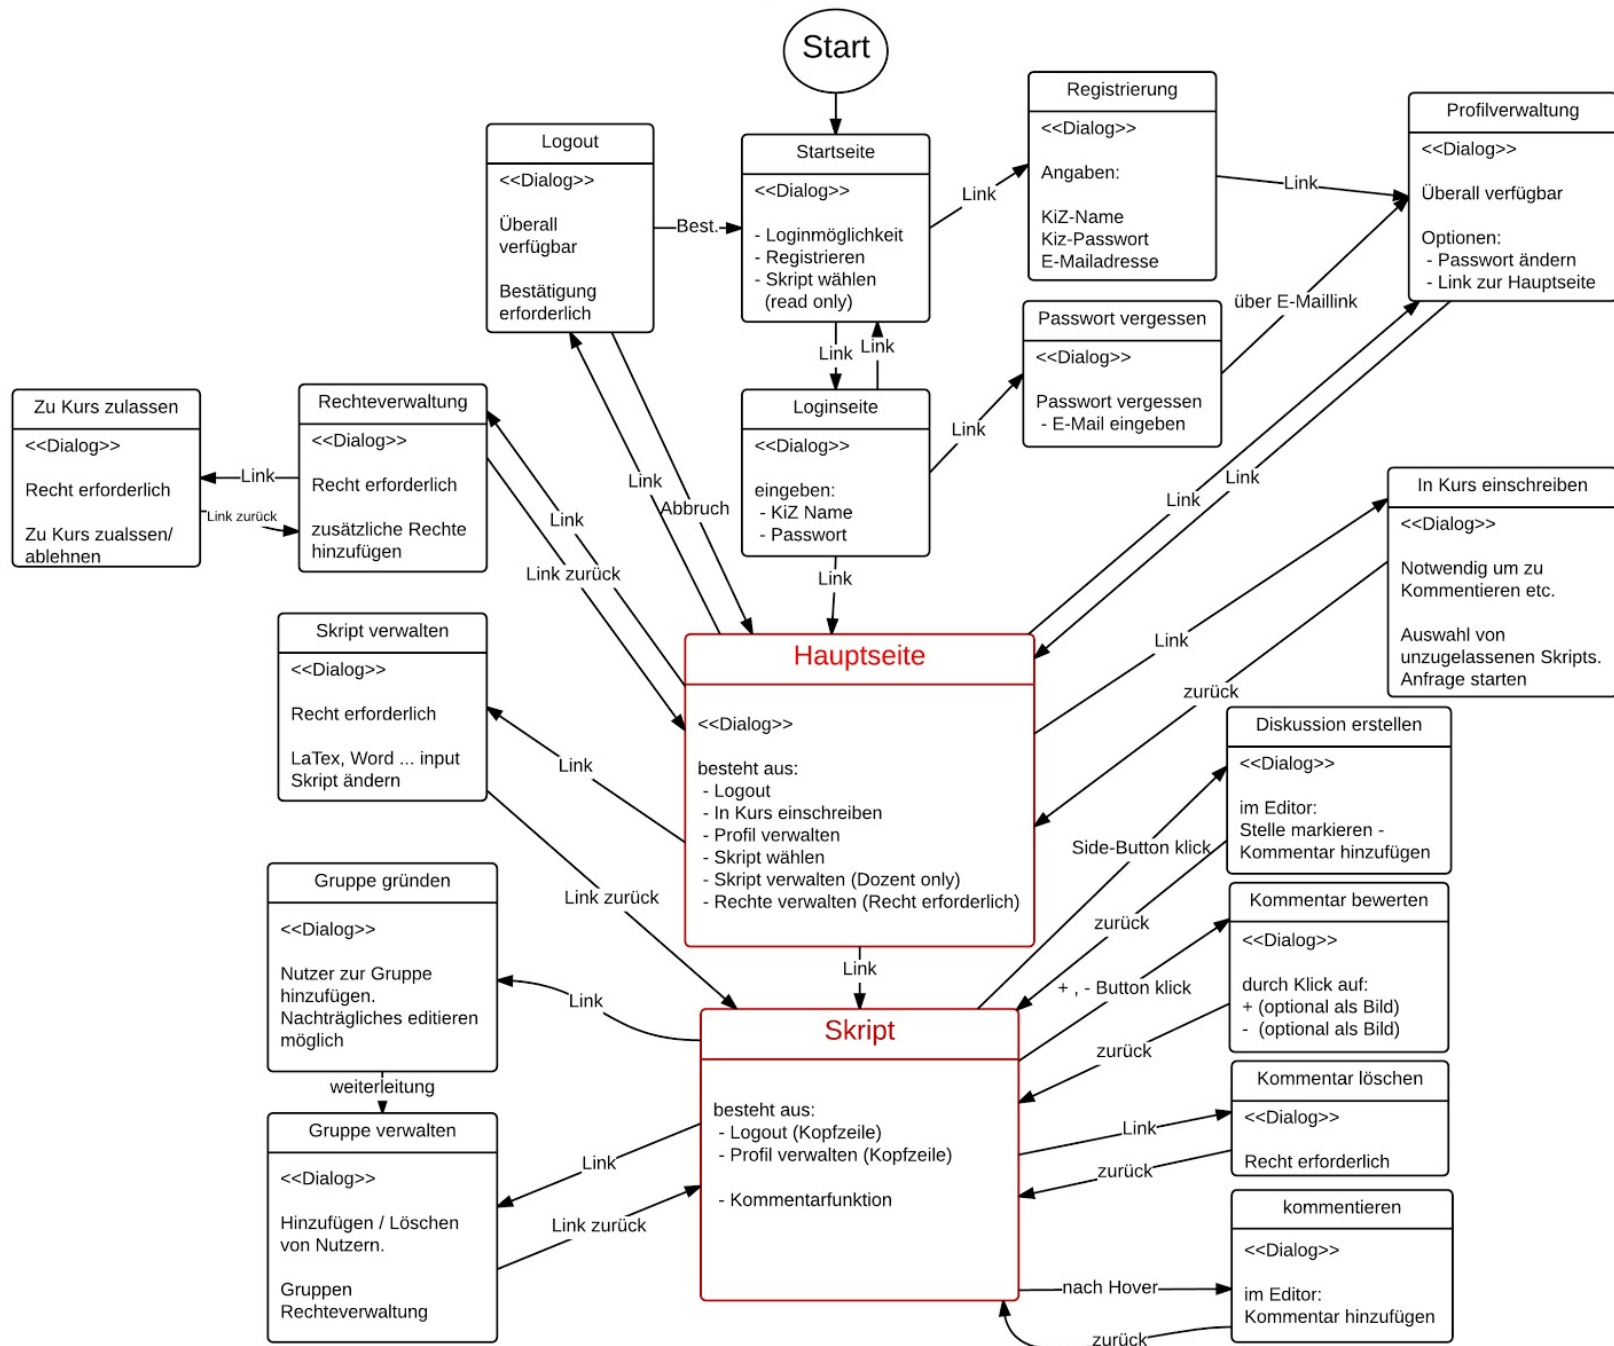 Start
Startseite
<<Dialog>>
- Loginmöglichkeit
- Registrieren
- Skript wählen
(read only)
Logout
<<Dialog>>
Überall
verfügbar
Bestätigung
erforderlich
Best.
Link
Registrierung
<<Dialog>>
Angaben:
KiZ-Name
Kiz-Passwort
E-Mailadresse
Link
Profilverwaltung
<<Dialog>>
Überall verfügbar
Optionen:
- Passwort ändern
- Link zur Hauptseite
über E-Maillink
Passwort vergessen
<<Dialog>>
Passwort vergessen
- E-Mail eingeben
Link
Link
Link
Loginseite
<<Dialog>>
eingeben:
- KiZ Name
- Passwort
Link
Zu Kurs zulassen
<<Dialog>>
Recht erforderlich
Zu Kurs zualssen/
ablehnen
Link
Link zurück
Rechteverwaltung
<<Dialog>>
Recht erforderlich
zusätzliche Rechte
hinzufügen
Link
Link zurück
Link
Abbruch
Link
Link
In Kurs einschreiben
<<Dialog>>
Notwendig um zu
Kommentieren etc.
Auswahl von
unzugelassenen Skripts.
Anfrage starten
Link
zurück
Hauptseite
<<Dialog>>
besteht aus:
- Logout
- In Kurs einschreiben
- Profil verwalten
- Skript wählen
- Skript verwalten (Dozent only)
- Rechte verwalten (Recht erforderlich)
Skript verwalten
<<Dialog>>
Recht erforderlich
LaTex, Word ... input
Skript ändern
Link
Link zurück
Link
Diskussion erstellen
<<Dialog>>
im Editor:
Stelle markieren -
Kommentar hinzufügen
Side-Button klick
zurück
Kommentar bewerten
<<Dialog>>
durch Klick auf:
+ (optional als Bild)
- (optional als Bild)
+ , - Button klick
zurück
Gruppe gründen
<<Dialog>>
Nutzer zur Gruppe
hinzufügen.
Nachträgliches editieren
möglich
Link
weiterleitung
Gruppe verwalten
<<Dialog>>
Hinzufügen / Löschen
von Nutzern.
Gruppen
Rechteverwaltung
Link
Link zurück
Skript
besteht aus:
- Logout (Kopfzeile)
- Profil verwalten (Kopfzeile)
- Kommentarfunktion
Kommentar löschen
<<Dialog>>
Recht erforderlich
Link
zurück
kommentieren
<<Dialog>>
im Editor:
Kommentar hinzufügen
nach Hover
zurück